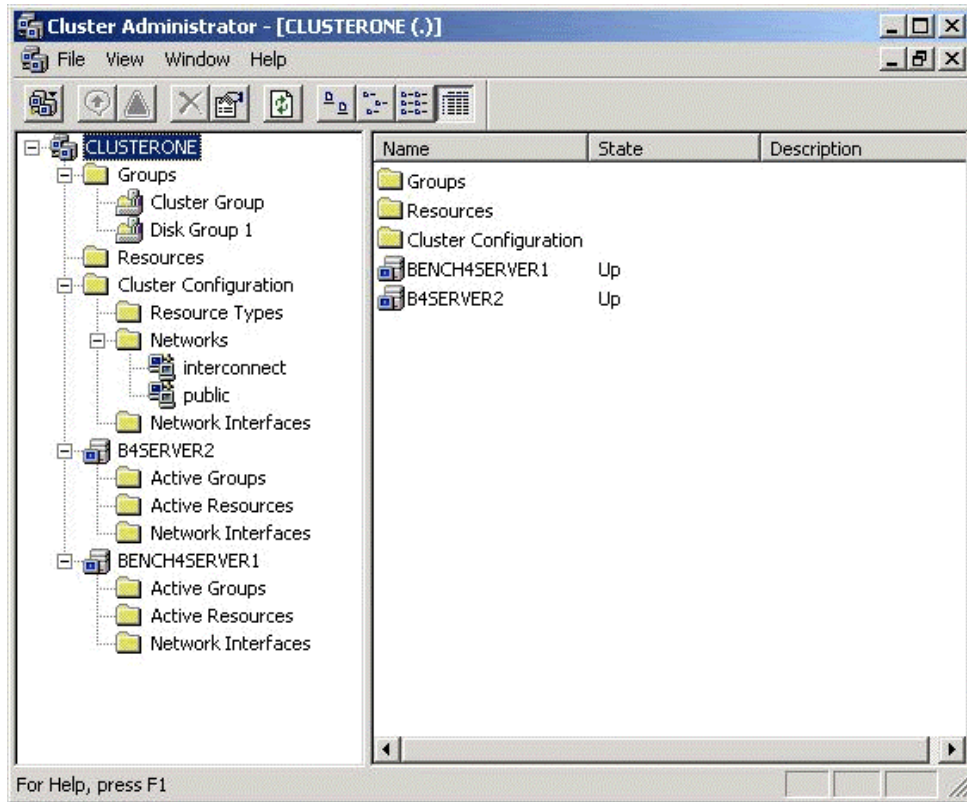 Cluster Administrator - [CLUSTERONE (.)]
File View Window Help
CLUSTERONE
Groups
Cluster Group
Disk Group 1
Resources
Cluster Configuration
Resource Types
Networks
interconnect
public
Network Interfaces
B4SERVER2
Active Groups
Active Resources
Network Interfaces
BENCH4SERVER1
Active Groups
Active Resources
Network Interfaces
Name State Description
Groups
Resources
Cluster Configuration
BENCH4SERVER1 Up
B4SERVER2 Up
For Help, press F1